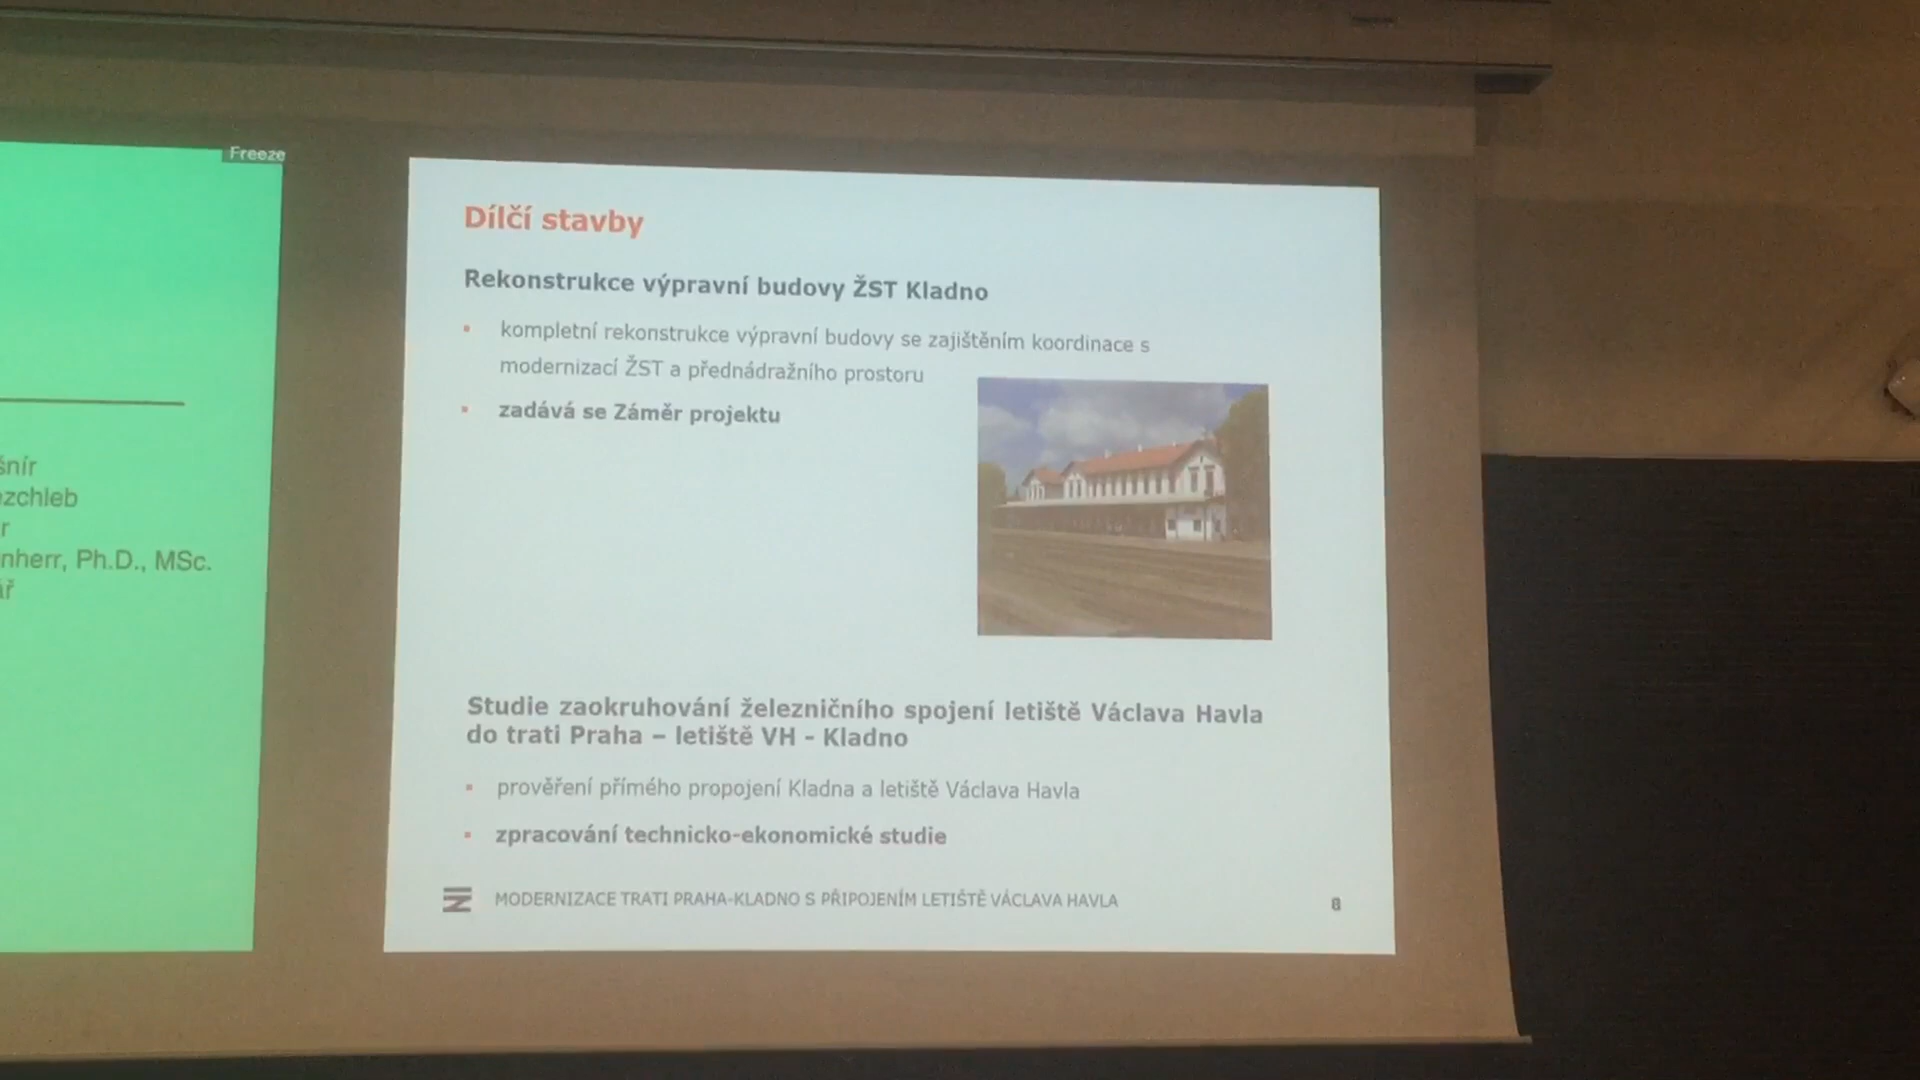 Freeze
nherr, Ph.D., MSc.
Dílčí stavby
Rekonstrukce výpravní budovy ŽST Kladno
kompletní rekonstrukce výpravní budovy se zajištěním koordinace s
modernizací ŽST a přednádražního prostoru
zadává se Záměr projektu
Studie zaokruhování železničního spojení letiště Václava Havla
do trati Praha – letiště VH - Kladno
prověření přímého propojení Kladna a letiště Václava Havla
zpracování technicko-ekonomické studie
MODERNIZACE TRATI PRAHA-KLADNO S PŘIPOJENÍM LETIŠTĚ VÁCLAVA HAVLA
8